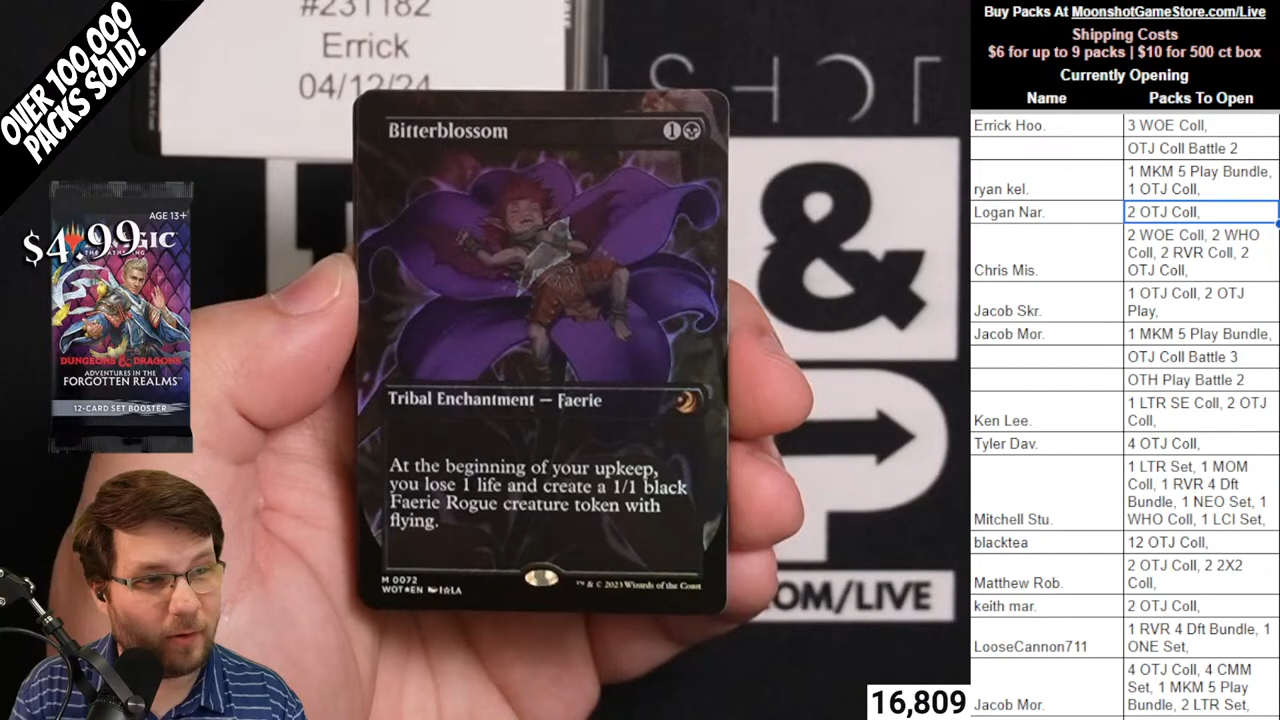 OVER 100,000
PACKS SOLD!
#231182
Errick
04/12/24
SHOT
&
P
.COM/LIVE
Bitterblossom
1
Tribal Enchantment — Faerie
At the beginning of your upkeep,
you lose 1 life and create a 1/1 black
Faerie Rogue creature token with
flying.
M 0072
WOT★EN
™ & © 2023 Wizards of the Coast
AGE 13+
$4.99
DUNGEONS & DRAGONS
ADVENTURES IN THE
FORGOTTEN REALMS™
12-CARD SET BOOSTER
16,809
Buy Packs At MoonshotGameStore.com/Live
Shipping Costs
$6 for up to 9 packs | $10 for 500 ct box
Currently Opening
Name Packs To Open
Errick Hoo. 3 WOE Coll,
OTJ Coll Battle 2
1 MKM 5 Play Bundle,
ryan kel. 1 OTJ Coll,
Logan Nar. 2 OTJ Coll,
2 WOE Coll, 2 WHO
Coll, 2 RVR Coll, 2
Chris Mis. OTJ Coll,
1 OTJ Coll, 2 OTJ
Jacob Skr. Play,
Jacob Mor. 1 MKM 5 Play Bundle,
OTJ Coll Battle 3
OTH Play Battle 2
1 LTR SE Coll, 2 OTJ
Ken Lee. Coll,
Tyler Dav. 4 OTJ Coll,
1 LTR Set, 1 MOM
Coll, 1 RVR 4 Dft
Bundle, 1 NEO Set, 1
Mitchell Stu. WHO Coll, 1 LCI Set,
blacktea 12 OTJ Coll,
2 OTJ Coll, 2 2X2
Matthew Rob. Coll,
keith mar. 2 OTJ Coll,
1 RVR 4 Dft Bundle, 1
LooseCannon711 ONE Set,
4 OTJ Coll, 4 CMM
Set, 1 MKM 5 Play
Jacob Mor. Bundle, 2 LTR Set,